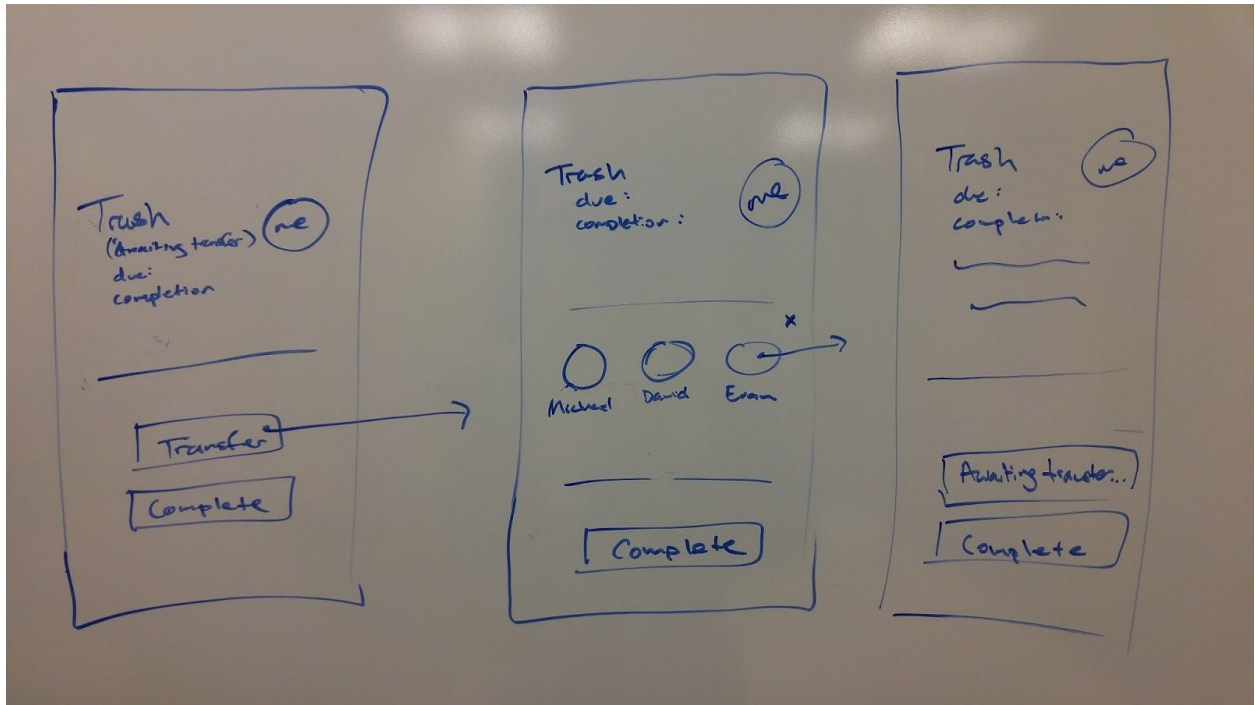 Trash
me
(Awaiting transfer)
due:
completion
Transfer
Complete
Trash
me
due:
completion:
x
Michael
David
Evan
Complete
Trash
me
due:
completion:
Awaiting transfer...
Complete